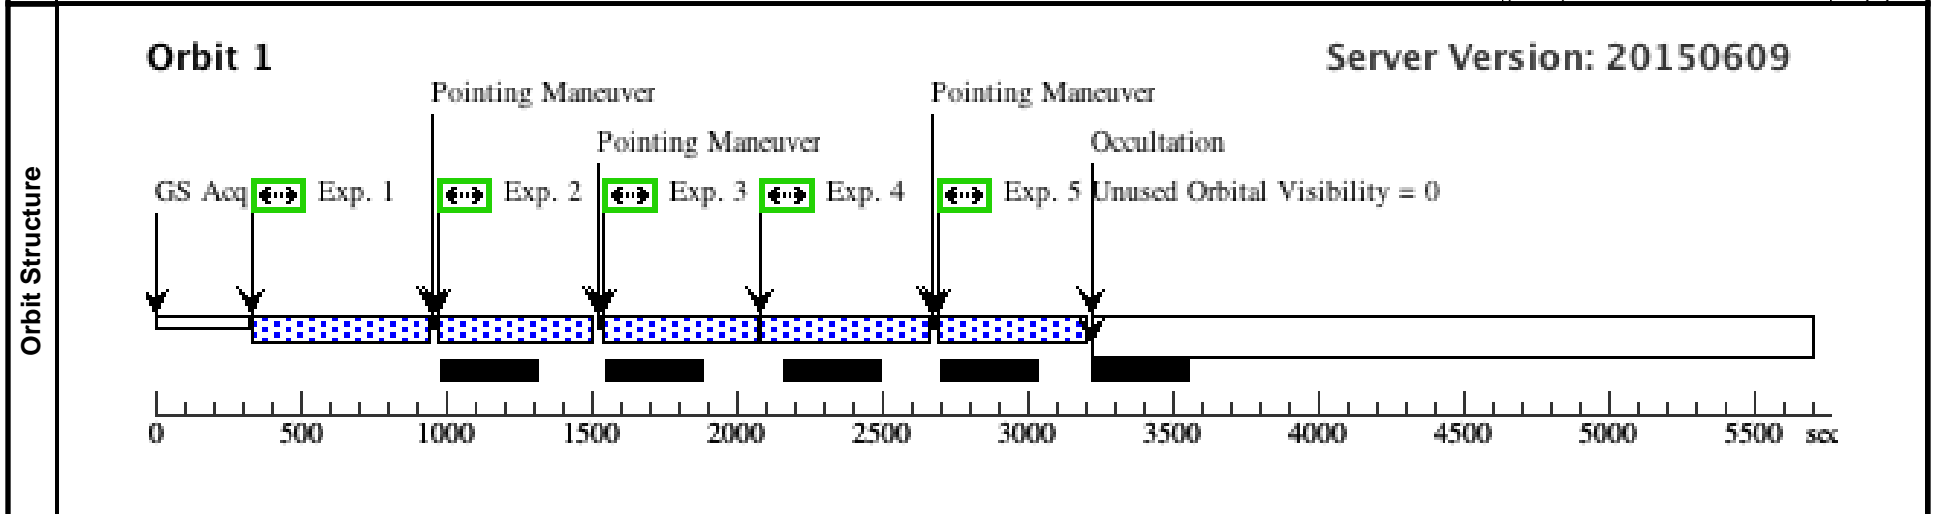 Orbit 1 Server Version: 20150609
Pointing Maneuver Pointing Maneuver
Pointing Maneuver Occultation
GS Acq Exp. 1 Exp. 2 Exp. 3 Exp. 4 Exp. 5 Unused Orbital Visibility = 0
Orbit Structure
0 500 1000 1500 2000 2500 3000 3500 4000 4500 5000 5500 sec